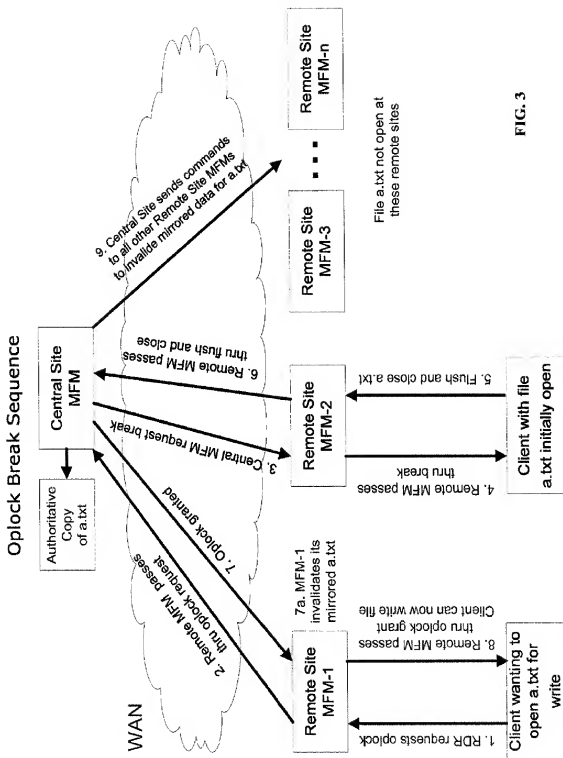 Oplock Break Sequence
WAN
Authoritative
Copy
of a.txt
Central Site
MFM
9. Central Site sends commands
to all other Remote Site MFMs
to invalide mirrored data for a.txt
2. Remote MFM passes
thru oplock request
7. Oplock granted
3. Central MFM request break
6. Remote MFM passes
thru flush and close
Remote Site
MFM-1
7a. MFM-1
invalidates its
mirrored a.txt
Remote Site
MFM-2
Remote Site
MFM-3
Remote Site
MFM-n
1. RDR requests oplock
8. Remote MFM passes
thru oplock grant
Client can now write file
4. Remote MFM passes
thru break
5. Flush and close a.txt
File a.txt not open at
these remote sites
Client wanting to
open a.txt for
write
Client with file
a.txt initially open
FIG. 3